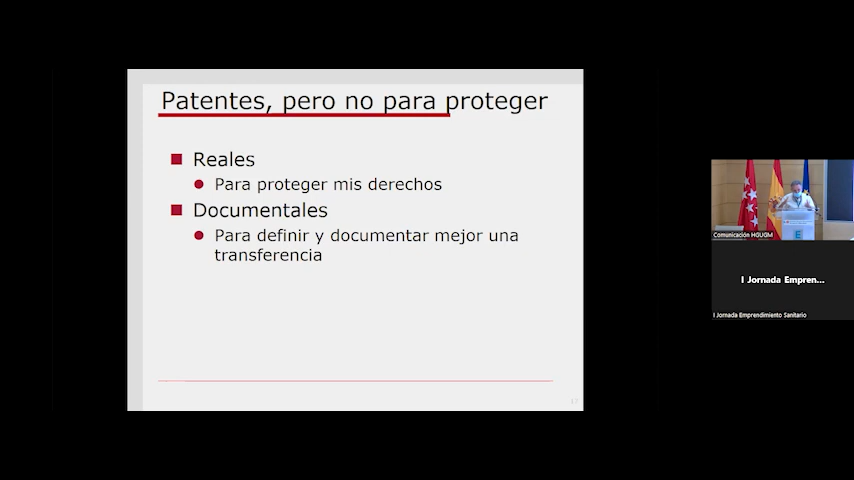 Patentes, pero no para proteger
Reales
Para proteger mis derechos
Documentales
Para definir y documentar mejor una
transferencia
Comunicación HGUGM
I Jornada Empren...
I Jornada Emprendimiento Sanitario